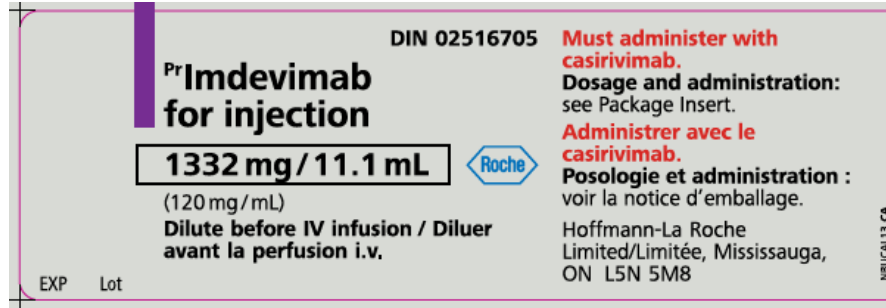 DIN 02516705
PrImdevimab
for injection
1332 mg/11.1 mL
Roche
(120 mg/mL)
Dilute before IV infusion / Diluer
avant la perfusion i.v.
EXP Lot
Must administer with
casirivimab.
Dosage and administration:
see Package Insert.
Administrer avec le
casirivimab.
Posologie et administration :
voir la notice d'emballage.
Hoffmann-La Roche
Limited/Limitée, Mississauga,
ON L5N 5M8